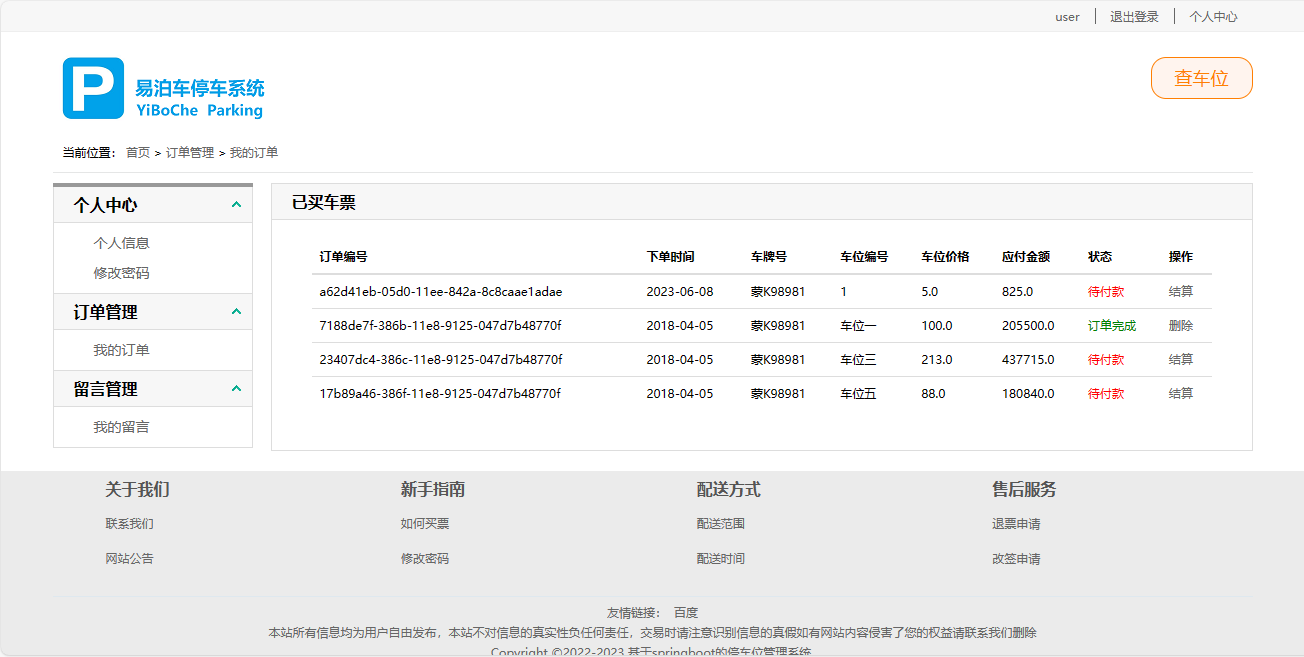 user 退出登录 个人中心
P 易泊车停车系统
YiBoChe Parking
查车位
当前位置： 首页 > 订单管理 > 我的订单
个人中心
个人信息
修改密码
订单管理
我的订单
留言管理
我的留言
已买车票
订单编号 下单时间 车牌号 车位编号 车位价格 应付金额 状态 操作
a62d41eb-05d0-11ee-842a-8c8caae1adae 2023-06-08 蒙K98981 1 5.0 825.0 待付款 结算
7188de7f-386b-11e8-9125-047d7b48770f 2018-04-05 蒙K98981 车位一 100.0 205500.0 订单完成 删除
23407dc4-386c-11e8-9125-047d7b48770f 2018-04-05 蒙K98981 车位三 213.0 437715.0 待付款 结算
17b89a46-386f-11e8-9125-047d7b48770f 2018-04-05 蒙K98981 车位五 88.0 180840.0 待付款 结算
关于我们 新手指南 配送方式 售后服务
联系我们 如何买票 配送范围 退票申请
网站公告 修改密码 配送时间 改签申请
友情链接： 百度
本站所有信息均为用户自由发布，本站不对信息的真实性负任何责任，交易时请注意识别信息的真假如有网站内容侵害了您的权益请联系我们删除
Copyright ©2022-2023 基于springboot的停车位管理系统